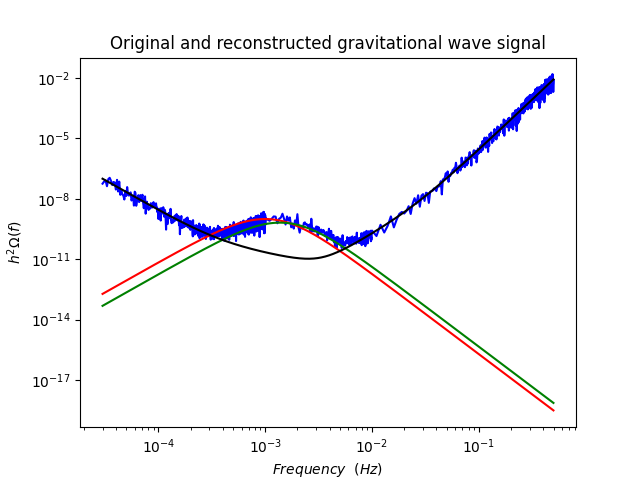 Original and reconstructed gravitational wave signal
10⁻²
10⁻⁵
10⁻⁸
10⁻¹¹
10⁻¹⁴
10⁻¹⁷
h²Ω(f)
10⁻⁴ 10⁻³ 10⁻² 10⁻¹
Frequency (Hz)